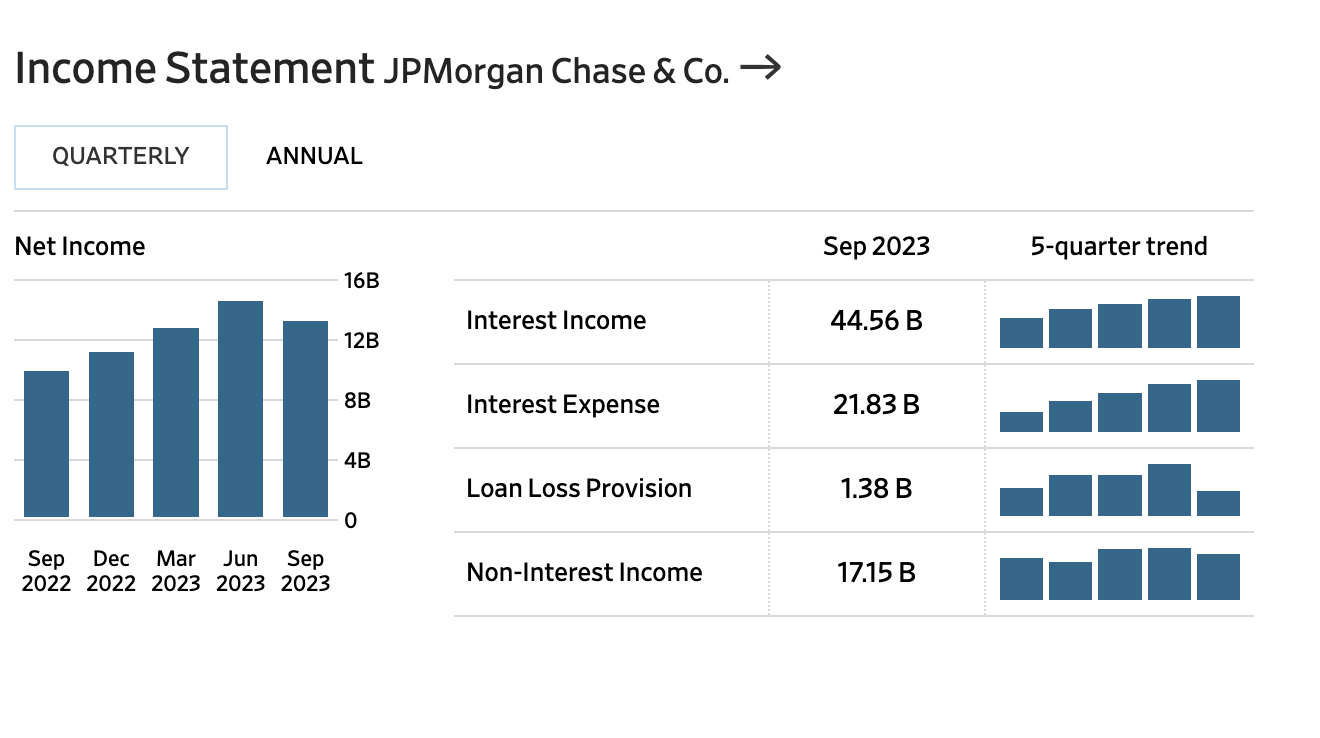 Income Statement JPMorgan Chase & Co. →
QUARTERLY ANNUAL
Net Income
16B
12B
8B
4B
0
Sep Dec Mar Jun Sep
2022 2022 2023 2023 2023
Sep 2023 5-quarter trend
Interest Income 44.56 B
Interest Expense 21.83 B
Loan Loss Provision 1.38 B
Non-Interest Income 17.15 B